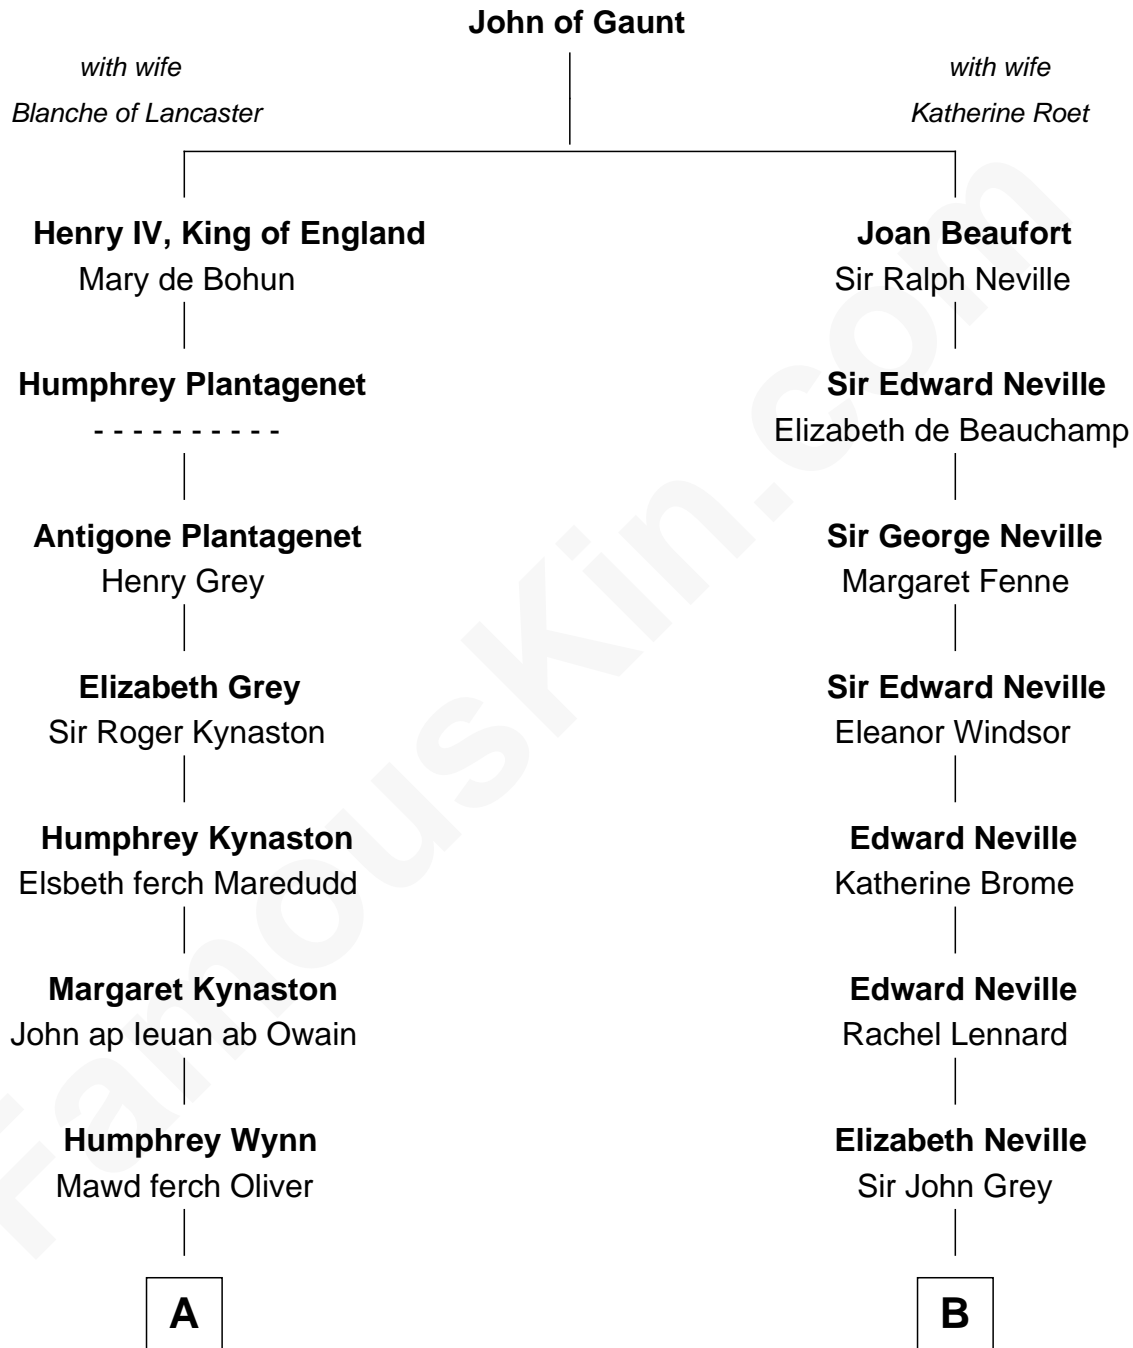 John of Gaunt
with wife
Blanche of Lancaster
with wife
Katherine Roet
Henry IV, King of England
Mary de Bohun
Joan Beaufort
Sir Ralph Neville
Humphrey Plantagenet
- - - - - - - - - -
Sir Edward Neville
Elizabeth de Beauchamp
Antigone Plantagenet
Henry Grey
Sir George Neville
Margaret Fenne
Elizabeth Grey
Sir Roger Kynaston
Sir Edward Neville
Eleanor Windsor
Humphrey Kynaston
Elsbeth ferch Maredudd
Edward Neville
Katherine Brome
Margaret Kynaston
John ap Ieuan ab Owain
Edward Neville
Rachel Lennard
Humphrey Wynn
Mawd ferch Oliver
Elizabeth Neville
Sir John Grey
A
B
FamousKin.com